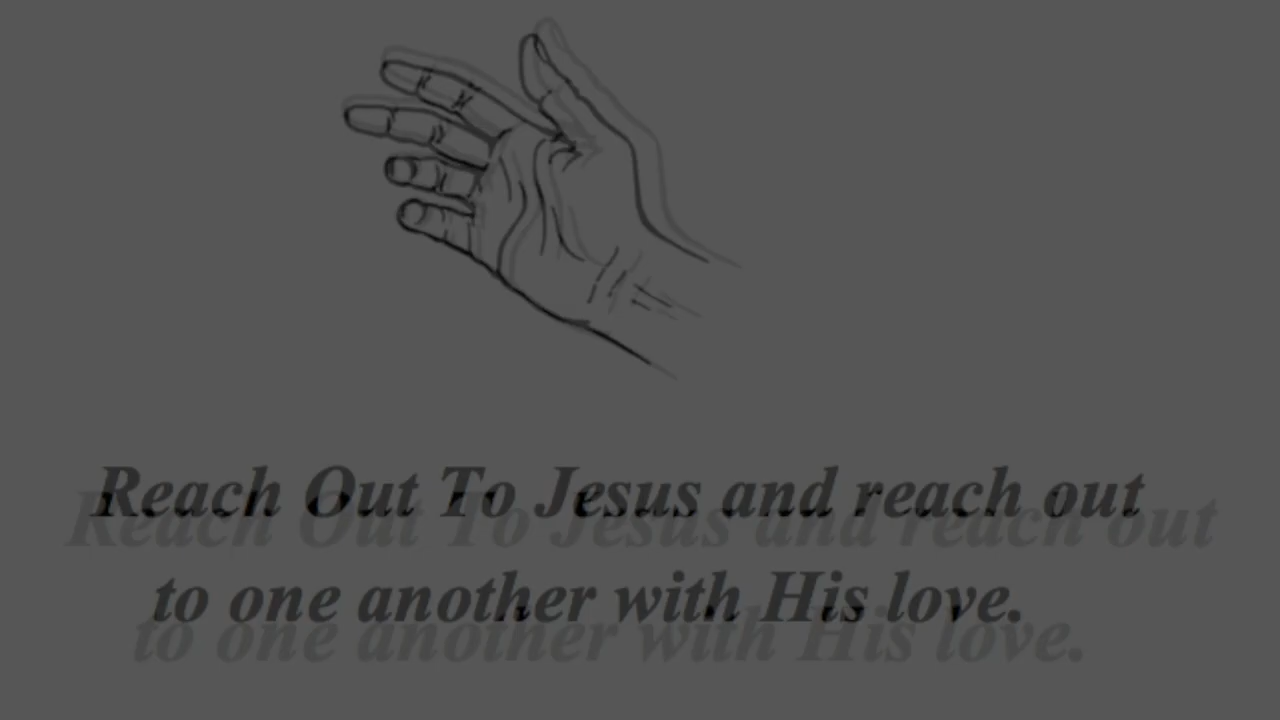 Reach Out To Jesus and reach out
to one another with His love.